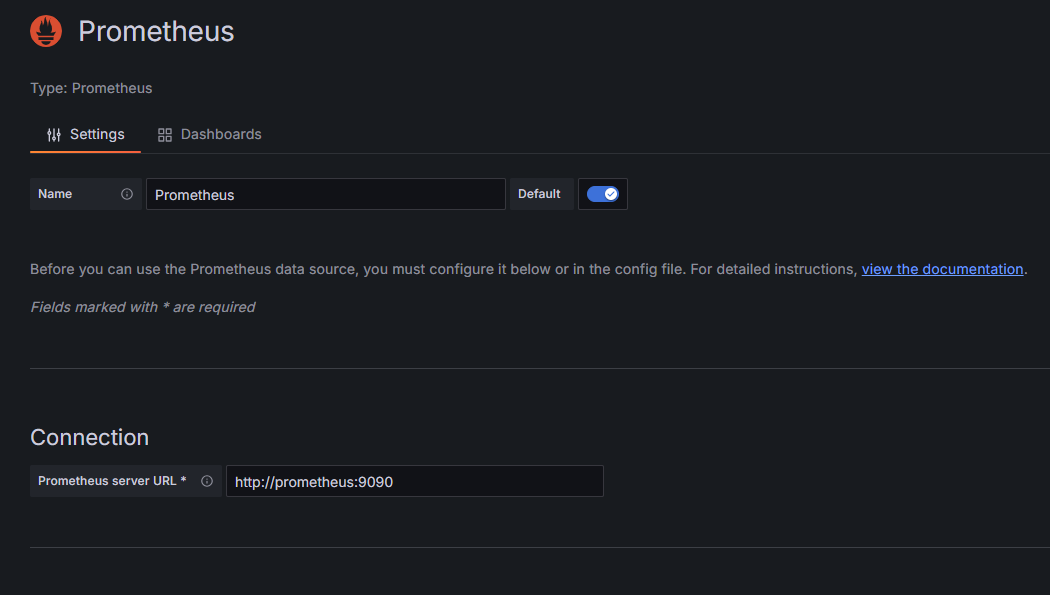 Prometheus
Type: Prometheus
Settings Dashboards
Name Prometheus Default
Before you can use the Prometheus data source, you must configure it below or in the config file. For detailed instructions, view the documentation.
Fields marked with * are required
Connection
Prometheus server URL * http://prometheus:9090